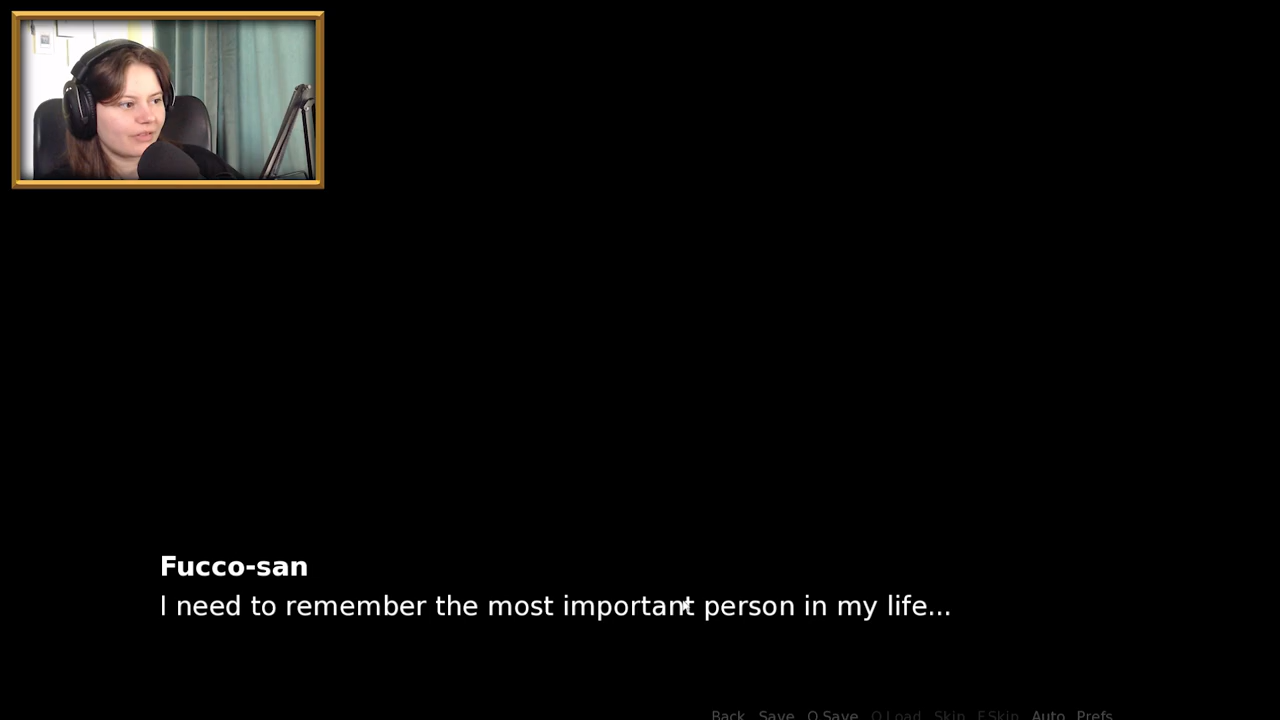 Fucco-san
I need to remember the most important person in my life...
Back Save Q.Save Q.Load Skip F.Skip Auto Prefs